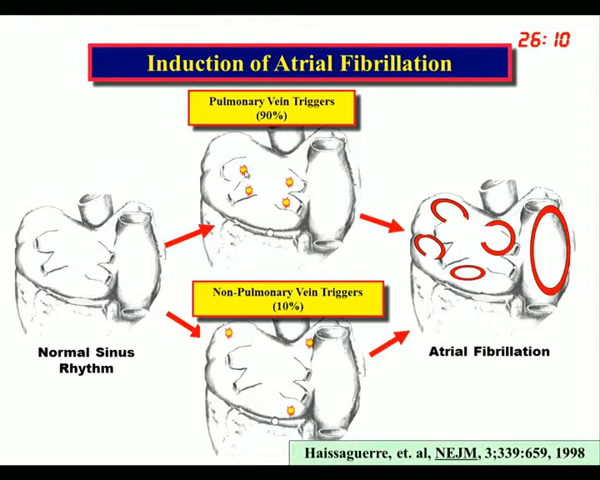 26:10
Induction of Atrial Fibrillation
Pulmonary Vein Triggers
(90%)
Non-Pulmonary Vein Triggers
(10%)
Normal Sinus
Rhythm
Atrial Fibrillation
Haissaguerre, et. al, NEJM, 3;339:659, 1998